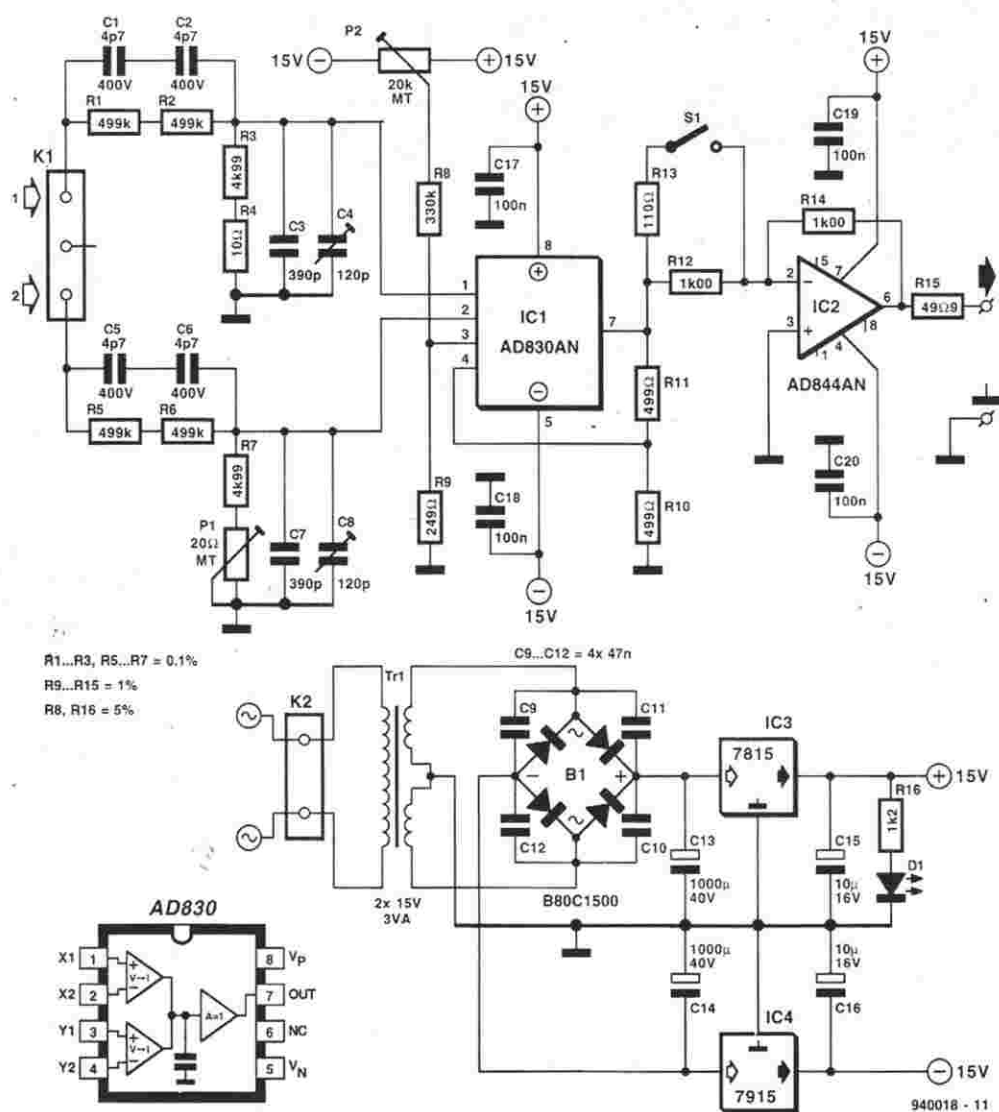 C1
4p7
400V
C2
4p7
400V
R1
499k
R2
499k
K1
1
2
R3
4k99
R4
10Ω
C3
390p
C4
120p
C5
4p7
400V
C6
4p7
400V
R5
499k
R6
499k
R7
4k99
P1
20Ω
MT
C7
390p
C8
120p
P2
15V
20k
MT
15V
R8
330k
R9
249Ω
15V
C17
100n
8
1
2
3
4
IC1
AD830AN
7
5
C18
100n
15V
S1
R13
110Ω
R12
1k00
R11
499Ω
R10
499Ω
15V
C19
100n
R14
1k00
2
3
5
7
IC2
6
8
4
1
AD844AN
R15
49Ω9
C20
100n
15V
R1...R3, R5...R7 = 0.1%
R9...R15 = 1%
R8, R16 = 5%
K2
Tr1
2x 15V
3VA
C9...C12 = 4x 47n
C9
C11
B1
C12
C10
B80C1500
IC3
7815
15V
R16
1k2
D1
C13
1000µ
40V
C15
10µ
16V
1000µ
40V
C14
10µ
16V
C16
IC4
7915
15V
AD830
X1
1
X2
2
Y1
3
Y2
4
V→1
V→1
A=1
8
VP
7
OUT
6
NC
5
VN
940018 - 11